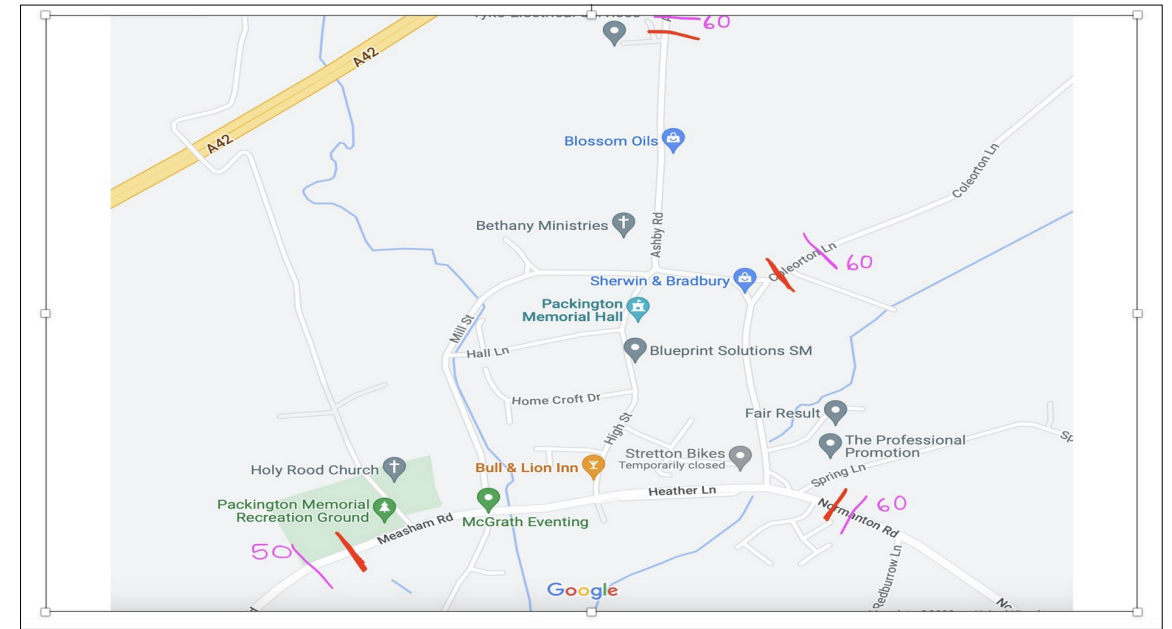 60
A42
A42
Blossom Oils
Coleorton Ln
Bethany Ministries
Ashby Rd
Coleorton Ln
60
Sherwin & Bradbury
Packington
Memorial Hall
Mill St
Hall Ln
Blueprint Solutions SM
Home Croft Dr
High St
Fair Result
Stretton Bikes
Temporarily closed
The Professional
Promotion
Holy Rood Church
Bull & Lion Inn
Spring Ln
Heather Ln
Packington Memorial
Recreation Ground
Measham Rd
McGrath Eventing
Normanton Rd
60
50
Redburrow Ln
Google